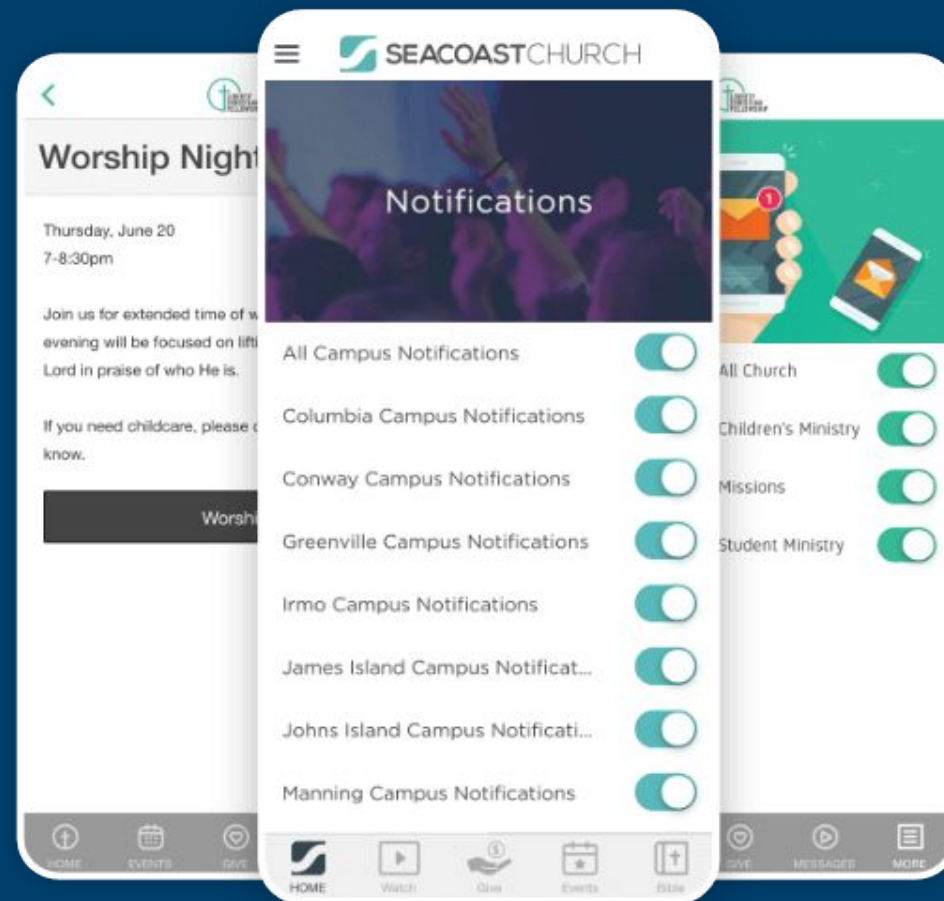 Worship Night
Thursday, June 20
7-8:30pm
Join us for extended time of w
evening will be focused on lifti
Lord in praise of who He is.
If you need childcare, please
know.
Worshi
HOME
EVENTS
GIVE
SEACOASTCHURCH
Notifications
All Campus Notifications
Columbia Campus Notifications
Conway Campus Notifications
Greenville Campus Notifications
Irmo Campus Notifications
James Island Campus Notificat...
Johns Island Campus Notificati...
Manning Campus Notifications
HOME
Watch
Give
Events
Bible
1
All Church
Children's Ministry
Missions
Student Ministry
GIVE
MESSAGES
MORE